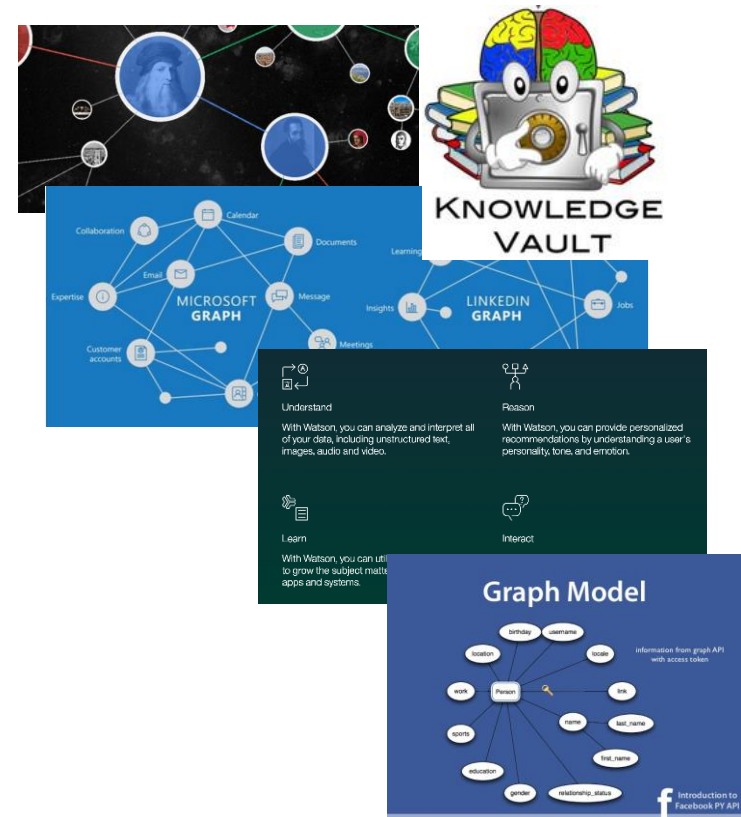 KNOWLEDGE
VAULT
Collaboration
Calendar
Documents
Email
Expertise
MICROSOFT
GRAPH
Message
Customer
accounts
Meetings
Learning
Insights
LINKEDIN
GRAPH
Jobs
Understand
With Watson, you can analyze and interpret all
of your data, including unstructured text,
images, audio and video.
Reason
With Watson, you can provide personalized
recommendations by understanding a user's
personality, tone, and emotion.
Learn
With Watson, you can
to grow the subject
apps and systems.
Interact
Graph Model
birthday
username
location
locale
information from graph API
with access token
work
Person
link
name
last_name
sports
first_name
education
gender
relationship_status
f
Introduction to
Facebook PY API